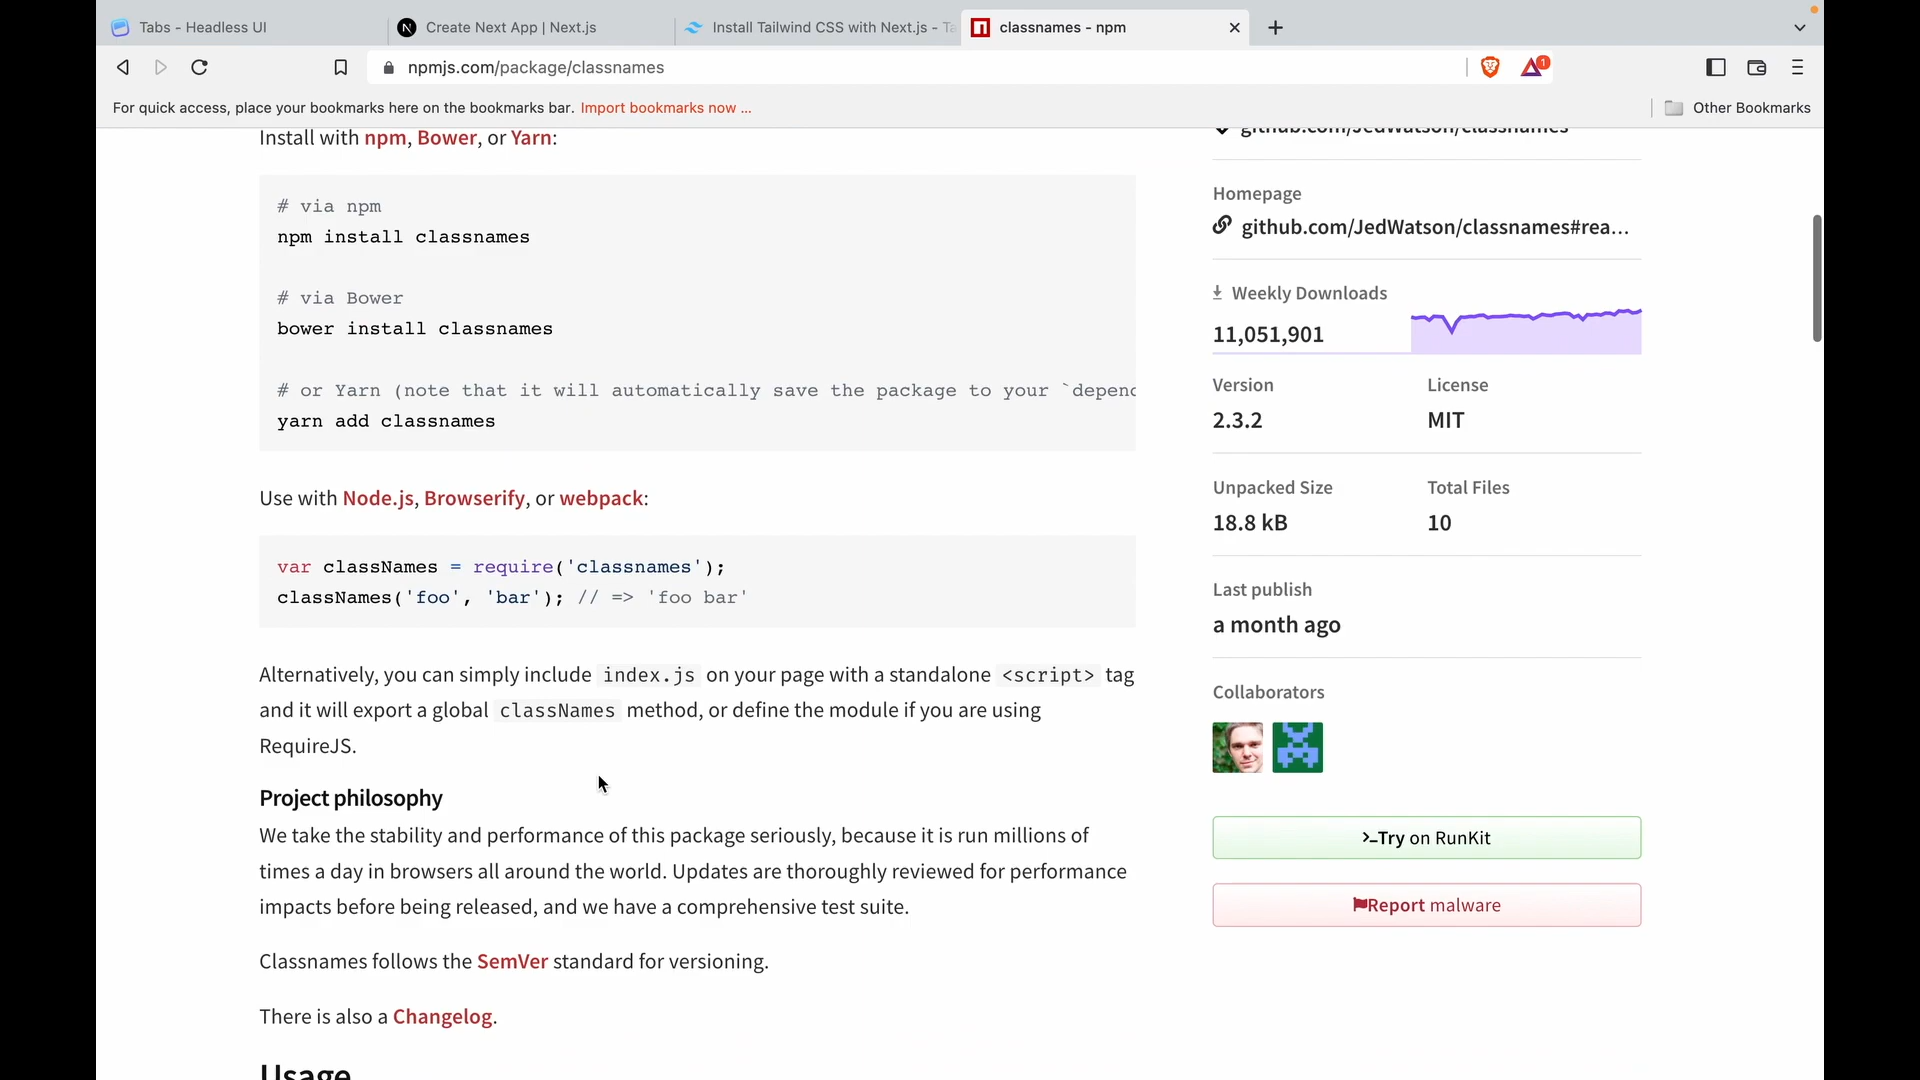 Tabs - Headless UI
Create Next App | Next.js
Install Tailwind CSS with Next.js - Ta
classnames - npm
npmjs.com/package/classnames
1
For quick access, place your bookmarks here on the bookmarks bar. Import bookmarks now ...
Other Bookmarks
Install with npm, Bower, or Yarn:
# via npm
npm install classnames
# via Bower
bower install classnames
# or Yarn (note that it will automatically save the package to your `depend
yarn add classnames
Use with Node.js, Browserify, or webpack:
var classNames = require('classnames');
classNames('foo', 'bar'); // => 'foo bar'
Alternatively, you can simply include index.js on your page with a standalone <script> tag
and it will export a global classNames method, or define the module if you are using
RequireJS.
Project philosophy
We take the stability and performance of this package seriously, because it is run millions of
times a day in browsers all around the world. Updates are thoroughly reviewed for performance
impacts before being released, and we have a comprehensive test suite.
Classnames follows the SemVer standard for versioning.
There is also a Changelog.
Usage
github.com/JedWatson/classnames
Homepage
github.com/JedWatson/classnames#rea...
Weekly Downloads
11,051,901
Version
License
2.3.2
MIT
Unpacked Size
Total Files
18.8 kB
10
Last publish
a month ago
Collaborators
>-Try on RunKit
Report malware